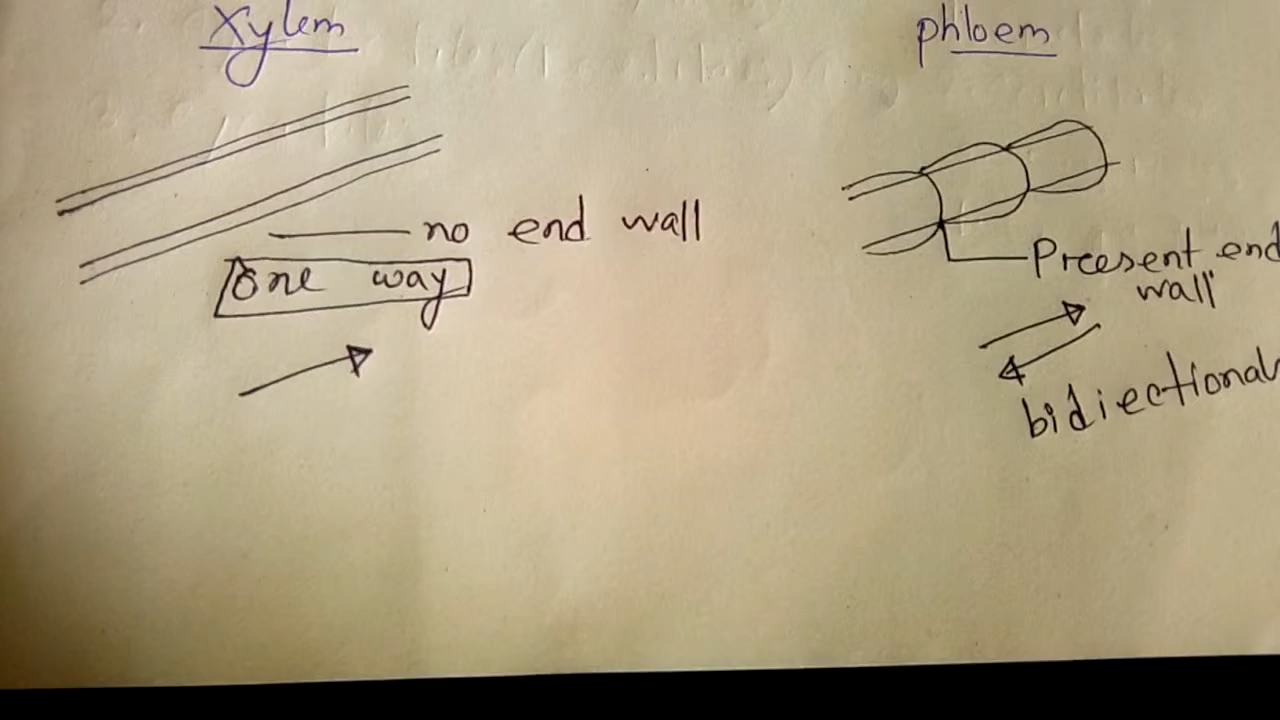 Xylem
phloem
no end wall
one way
Preesent end
wall
bidiectional